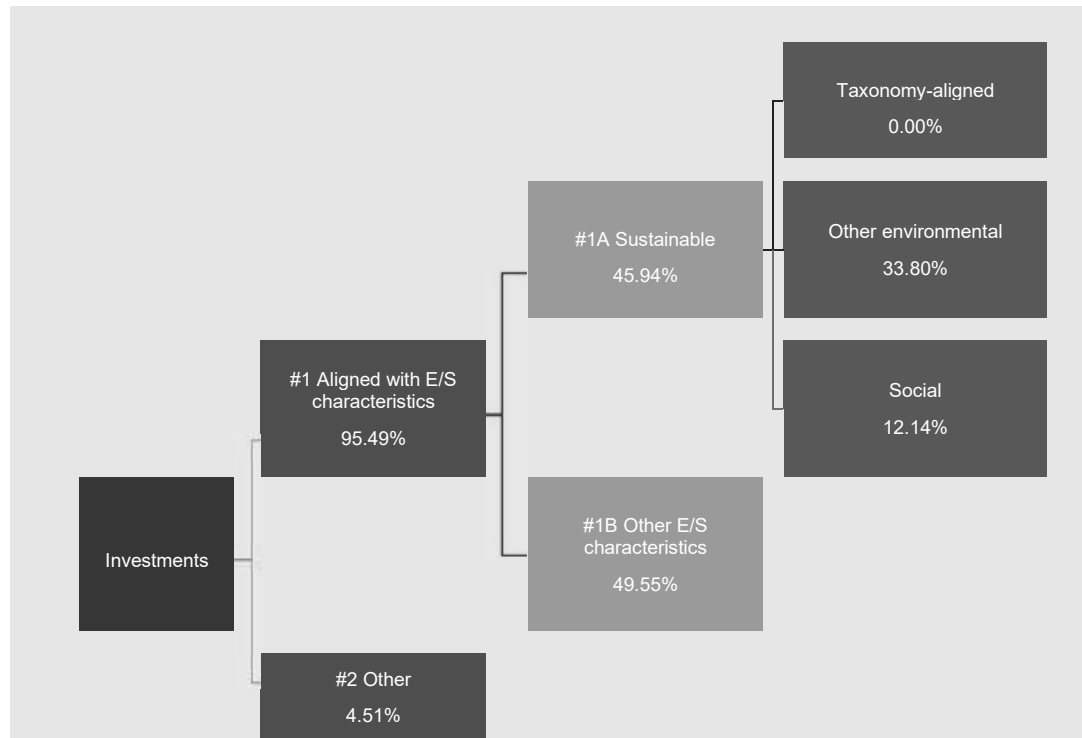 Taxonomy-aligned
0.00%
#1A Sustainable
45.94%
Other environmental
33.80%
#1 Aligned with E/S
characteristics
95.49%
Social
12.14%
Investments
#1B Other E/S
characteristics
49.55%
#2 Other
4.51%